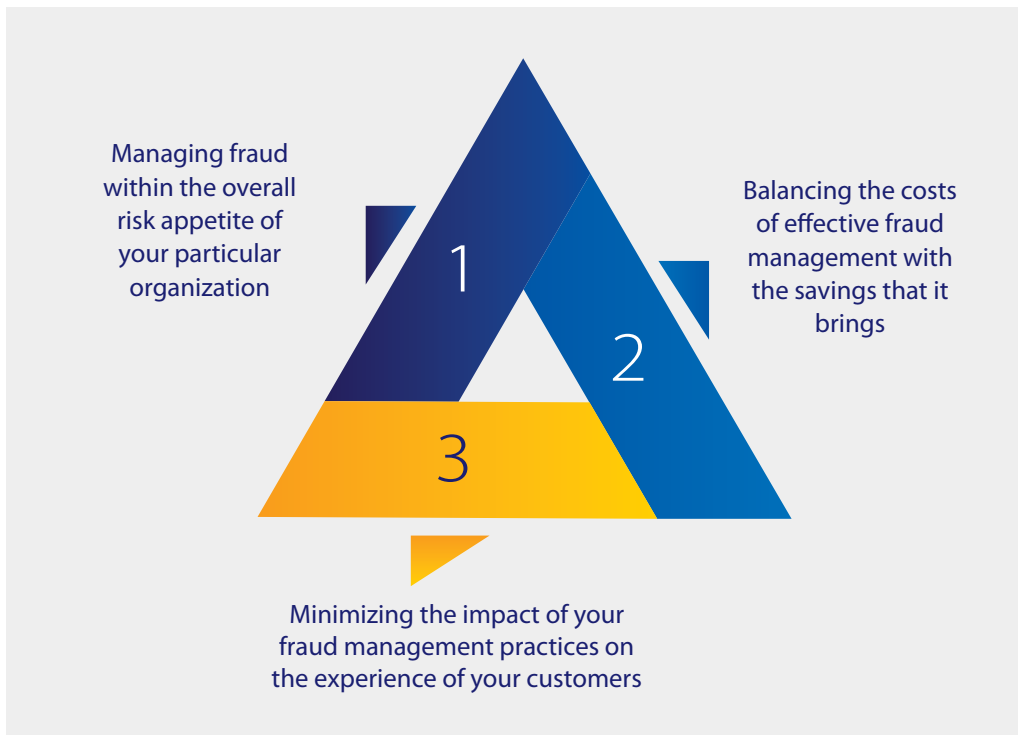 Managing fraud
within the overall
risk appetite of
your particular
organization
1
Balancing the costs
of effective fraud
management with
the savings that it
brings
2
3
Minimizing the impact of your
fraud management practices on
the experience of your customers